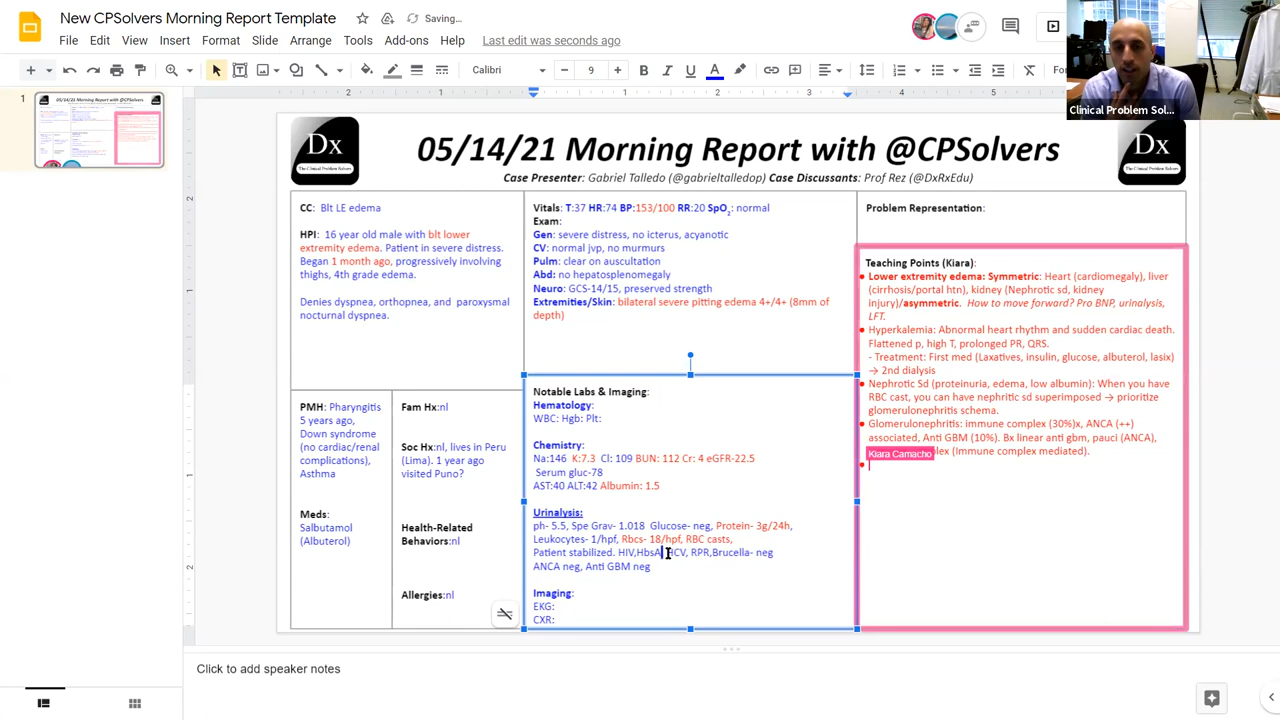 New CPSolvers Morning Report Template
Saving...
File Edit View Insert Format Slide Arrange Tools Add-ons Help Last edit was seconds ago
Calibri 9
Clinical Problem Sol...
1
Dx
The Clinical Problem Solvers
05/14/21 Morning Report with @CPSolvers
Case Presenter: Gabriel Talledo (@gabrieltalledop) Case Discussants: Prof Rez (@DxRxEdu)
Dx
The Clinical Problem Solvers
CC: Blt LE edema
HPI: 16 year old male with blt lower
extremity edema. Patient in severe distress.
Began 1 month ago, progressively involving
thighs, 4th grade edema.
Denies dyspnea, orthopnea, and paroxysmal
nocturnal dyspnea.
PMH: Pharyngitis
5 years ago,
Down syndrome
(no cardiac/renal
complications),
Asthma
Meds:
Salbutamol
(Albuterol)
Fam Hx:nl
Soc Hx:nl, lives in Peru
(Lima). 1 year ago
visited Puno?
Health-Related
Behaviors:nl
Allergies:nl
Vitals: T:37 HR:74 BP:153/100 RR:20 SpO2: normal
Exam:
Gen: severe distress, no icterus, acyanotic
CV: normal jvp, no murmurs
Pulm: clear on auscultation
Abd: no hepatosplenomegaly
Neuro: GCS-14/15, preserved strength
Extremities/Skin: bilateral severe pitting edema 4+/4+ (8mm of
depth)
Notable Labs & Imaging:
Hematology:
WBC: Hgb: Plt:
Chemistry:
Na:146 K:7.3 Cl: 109 BUN: 112 Cr: 4 eGFR-22.5
Serum gluc-78
AST:40 ALT:42 Albumin: 1.5
Urinalysis:
ph- 5.5, Spe Grav- 1.018 Glucose- neg, Protein- 3g/24h,
Leukocytes- 1/hpf, Rbcs- 18/hpf, RBC casts,
Patient stabilized. HIV,HbsA, HCV, RPR,Brucella- neg
ANCA neg, Anti GBM neg
Imaging:
EKG:
CXR:
Problem Representation:
Teaching Points (Kiara):
Lower extremity edema: Symmetric: Heart (cardiomegaly), liver
(cirrhosis/portal htn), kidney (Nephrotic sd, kidney
injury)/asymmetric. How to move forward? Pro BNP, urinalysis,
LFT.
Hyperkalemia: Abnormal heart rhythm and sudden cardiac death.
Flattened p, high T, prolonged PR, QRS.
- Treatment: First med (Laxatives, insulin, glucose, albuterol, lasix)
→ 2nd dialysis
Nephrotic Sd (proteinuria, edema, low albumin): When you have
RBC cast, you can have nephritic sd superimposed → prioritize
glomerulonephritis schema.
Glomerulonephritis: immune complex (30%)x, ANCA (++)
associated, Anti GBM (10%). Bx linear anti gbm, pauci (ANCA),
lex (Immune complex mediated).
Kiara Camacho
Click to add speaker notes